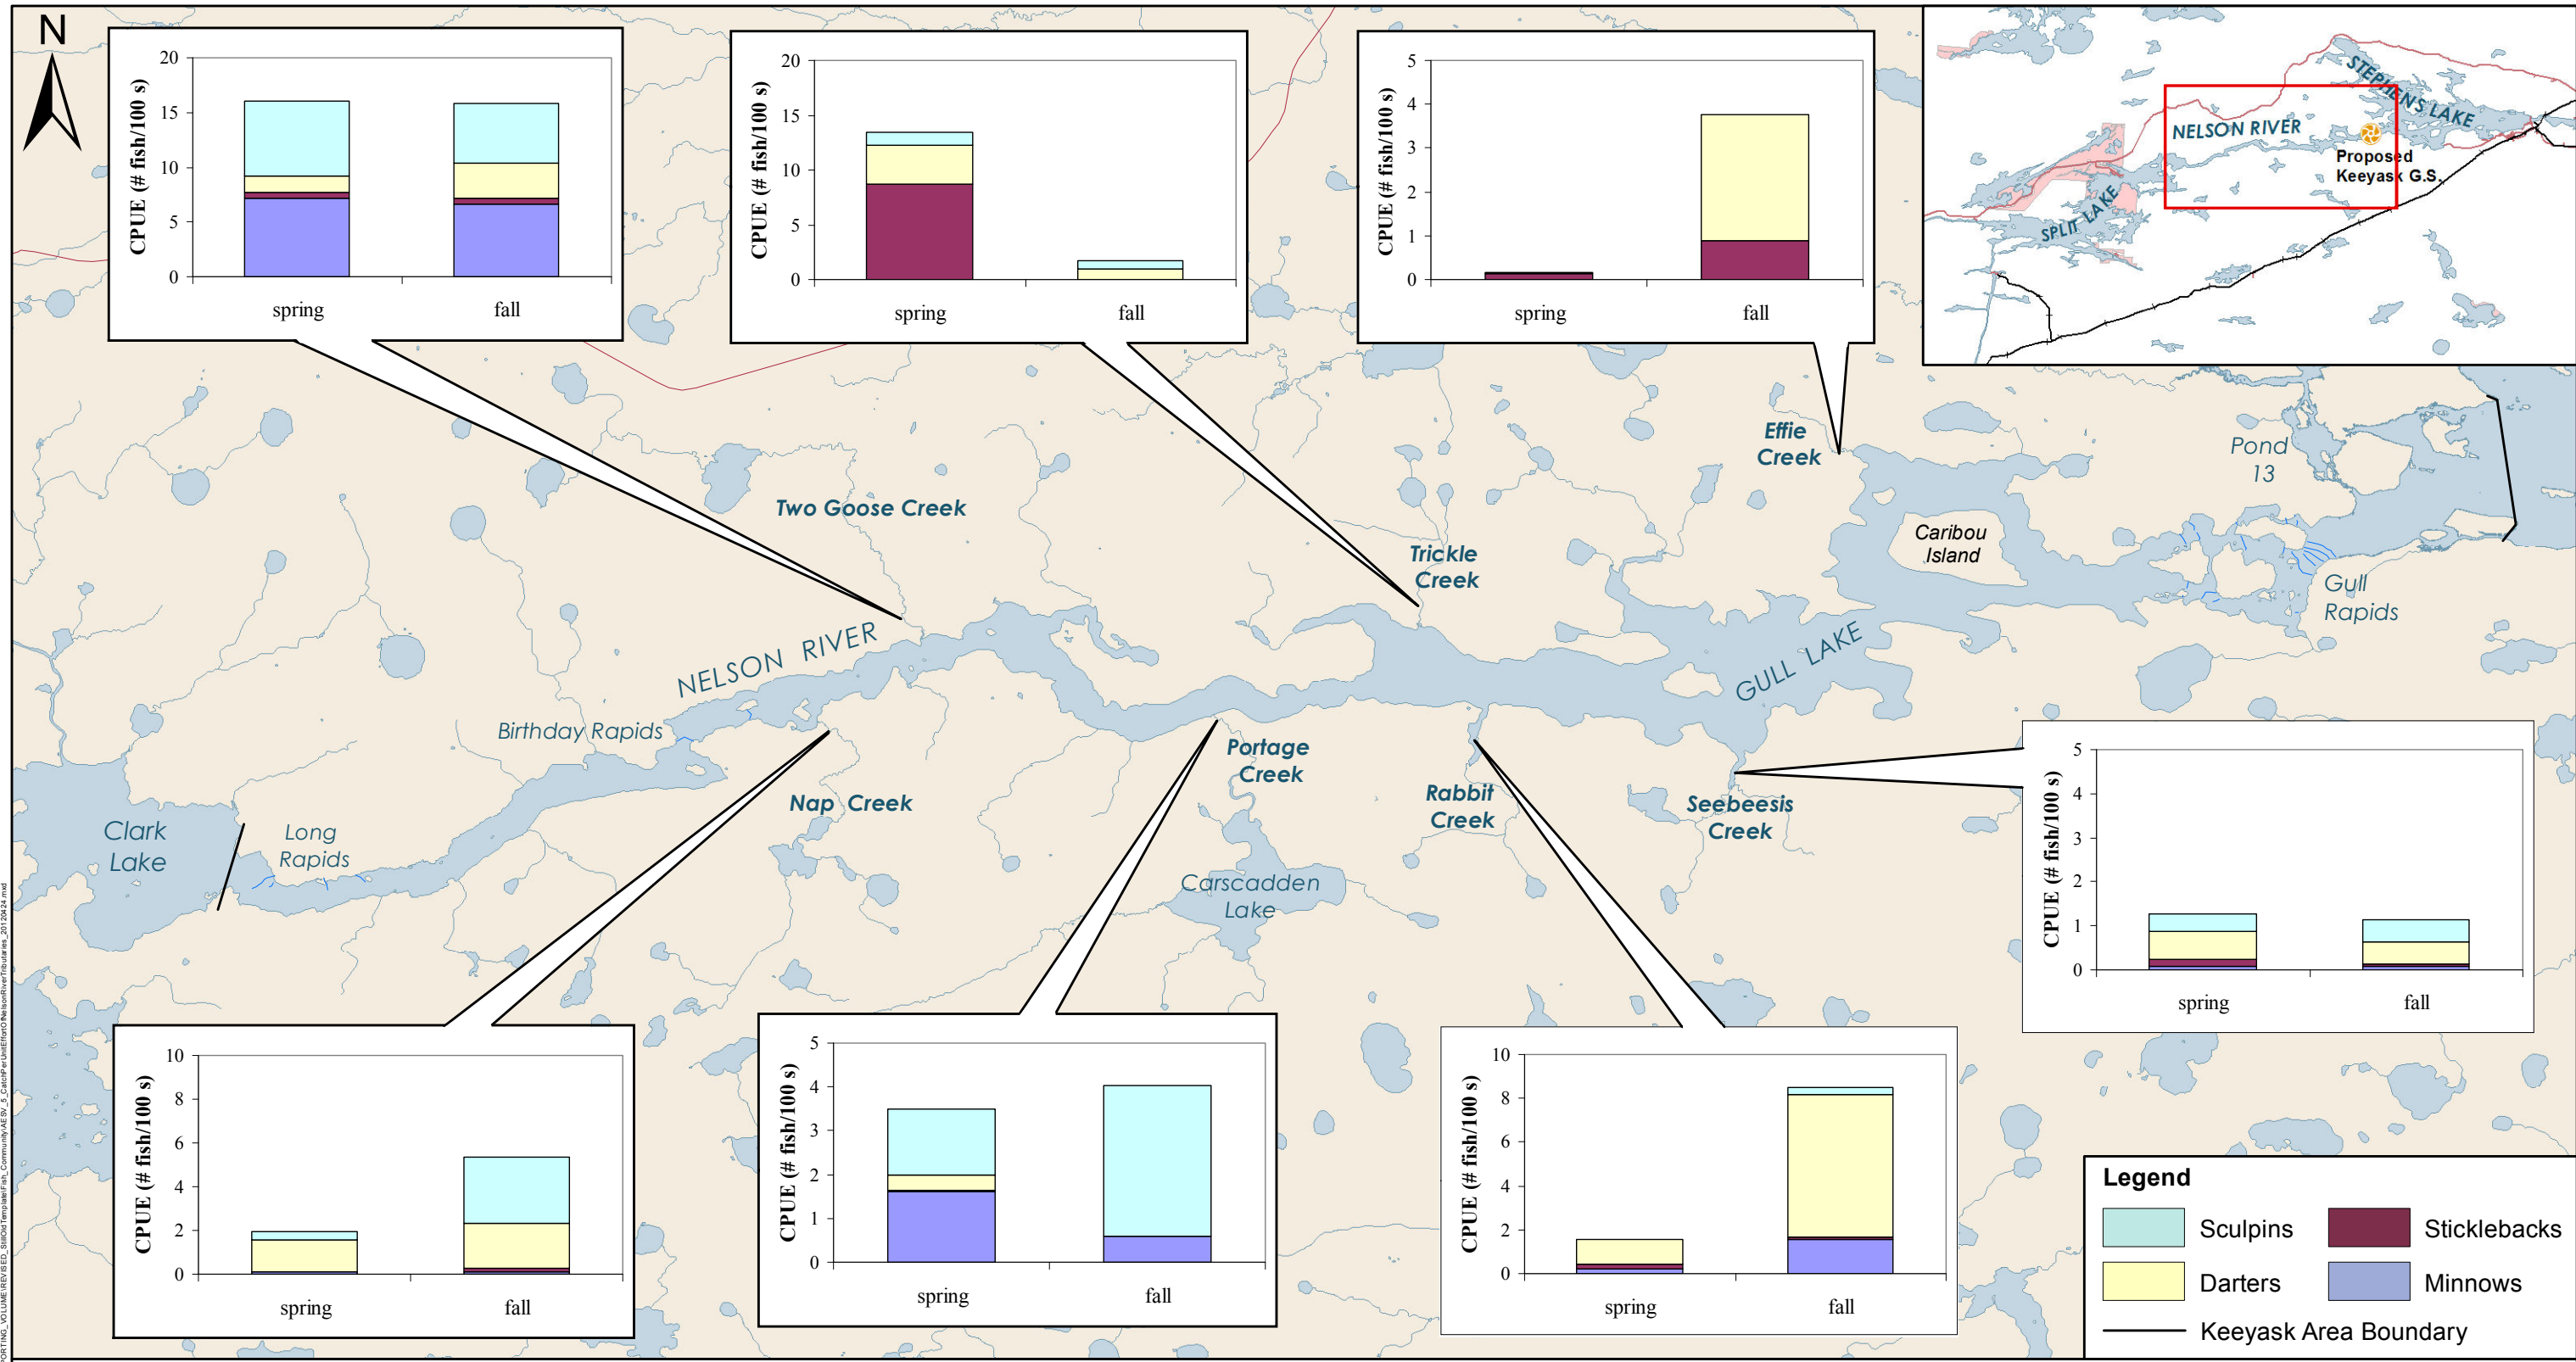 N
CPUE (# fish/100 s)
20
15
10
5
0
spring
fall
CPUE (# fish/100 s)
20
15
10
5
0
spring
fall
CPUE (# fish/100 s)
5
4
3
2
1
0
spring
fall
STEPHENS LAKE
NELSON RIVER
Proposed
Keeyask G.S.
SPLIT LAKE
Effie
Creek
Pond
13
Two Goose Creek
Caribou
Island
Trickle
Creek
Gull
Rapids
NELSON RIVER
GULL LAKE
Birthday Rapids
Portage
Creek
Nap Creek
Rabbit
Creek
Seebeesis
Creek
Clark
Lake
Long
Rapids
Carscadden
Lake
CPUE (# fish/100 s)
5
4
3
2
1
0
spring
fall
CPUE (# fish/100 s)
10
8
6
4
2
0
spring
fall
CPUE (# fish/100 s)
5
4
3
2
1
0
spring
fall
CPUE (# fish/100 s)
10
8
6
4
2
0
spring
fall
Legend
Sculpins
Sticklebacks
Darters
Minnows
Keeyask Area Boundary